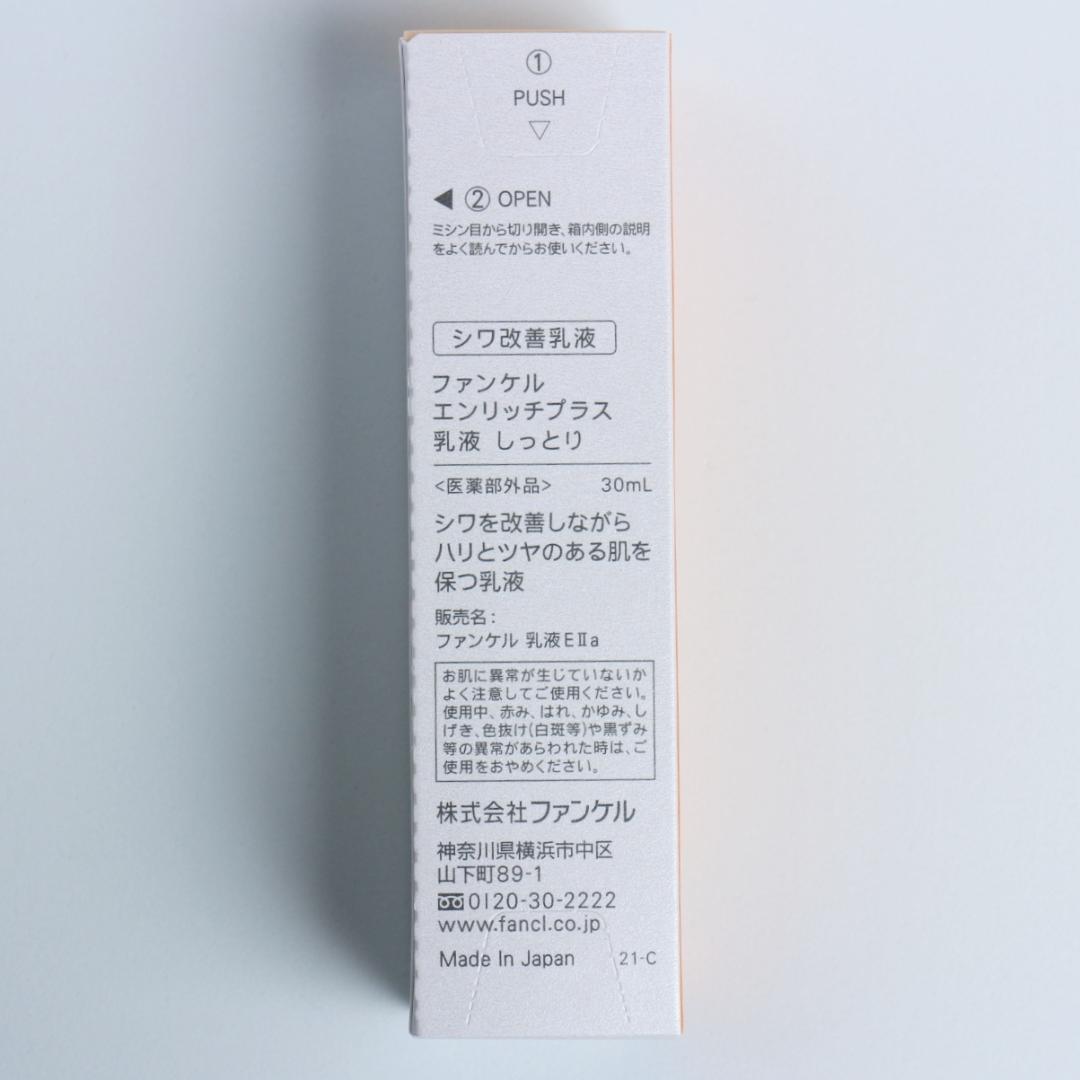 ①
PUSH
▽
◀ ② OPEN
ミシン目から切り開き、箱内側の説明
をよく読んでからお使いください。
シワ改善乳液
ファンケル
エンリッチプラス
乳液 しっとり
<医薬部外品> 30mL
シワを改善しながら
ハリとツヤのある肌を
保つ乳液
販売名:
ファンケル 乳液EⅡa
お肌に異常が生じていないか
よく注意してご使用ください。
使用中、赤み、はれ、かゆみ、し
げき、色抜け(白斑等)や黒ずみ
等の異常があらわれた時は、ご
使用をおやめください。
株式会社ファンケル
神奈川県横浜市中区
山下町89-1
0120-30-2222
www.fancl.co.jp
Made In Japan 21-C